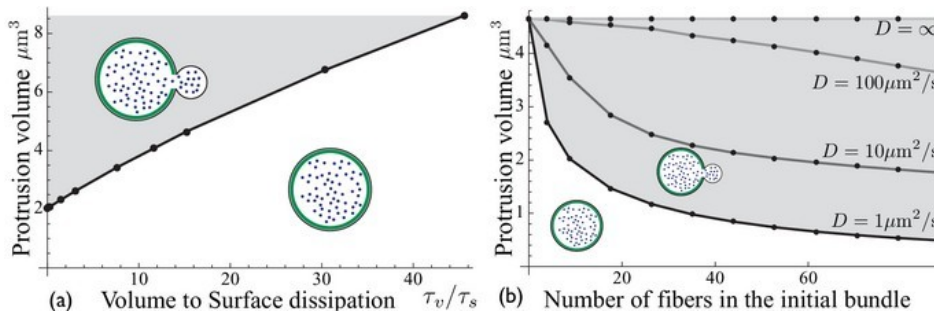 Protrusion volume μm³
8
6
4
2
0
10
20
30
40
(a)
Volume to Surface dissipation τv/τs
Protrusion volume μm³
4
3
2
1
20
40
60
80
D = ∞
D = 100μm²/s
D = 10μm²/s
D = 1μm²/s
(b)
Number of fibers in the initial bundle